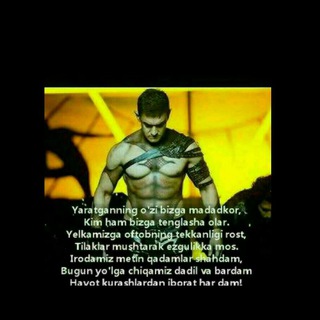 Yaratganning o'zi bizga madadkor,
Kim ham bizga tenglasha olar.
Yelkamizga oftobning tekkanligi rost,
Tilaklar mushtarak ezgulikka mos.
Irodamiz metin qadamlar shahdam,
Bugun yo'lga chiqamiz dadil va bardam
Hayot kurashlardan iborat har dam!